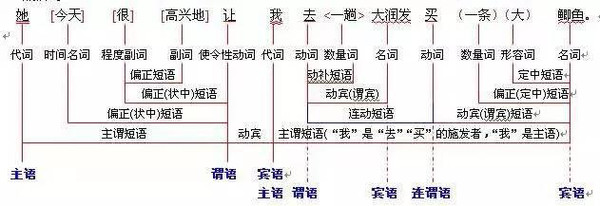 她 [今天] [很] [高兴地] 让 我 去 <一趟> 大润发 买 (一条)(大) 鲫鱼。
代词 时间名词 程度副词 副词 使令性动词 代词 动词 数量词 名词 动词 数量词 形容词 名词
偏正短语 动补短语 定中短语
偏正(状中)短语 动宾(谓宾) 偏正(定中)短语
偏正(状中)短语 连动短语 动宾(谓宾)短语
主谓短语 动宾 主谓短语(“我”是“去”“买”的施发者,“我”是主语)
主语 谓语 宾语 宾语 宾语
主语 谓语 连谓语